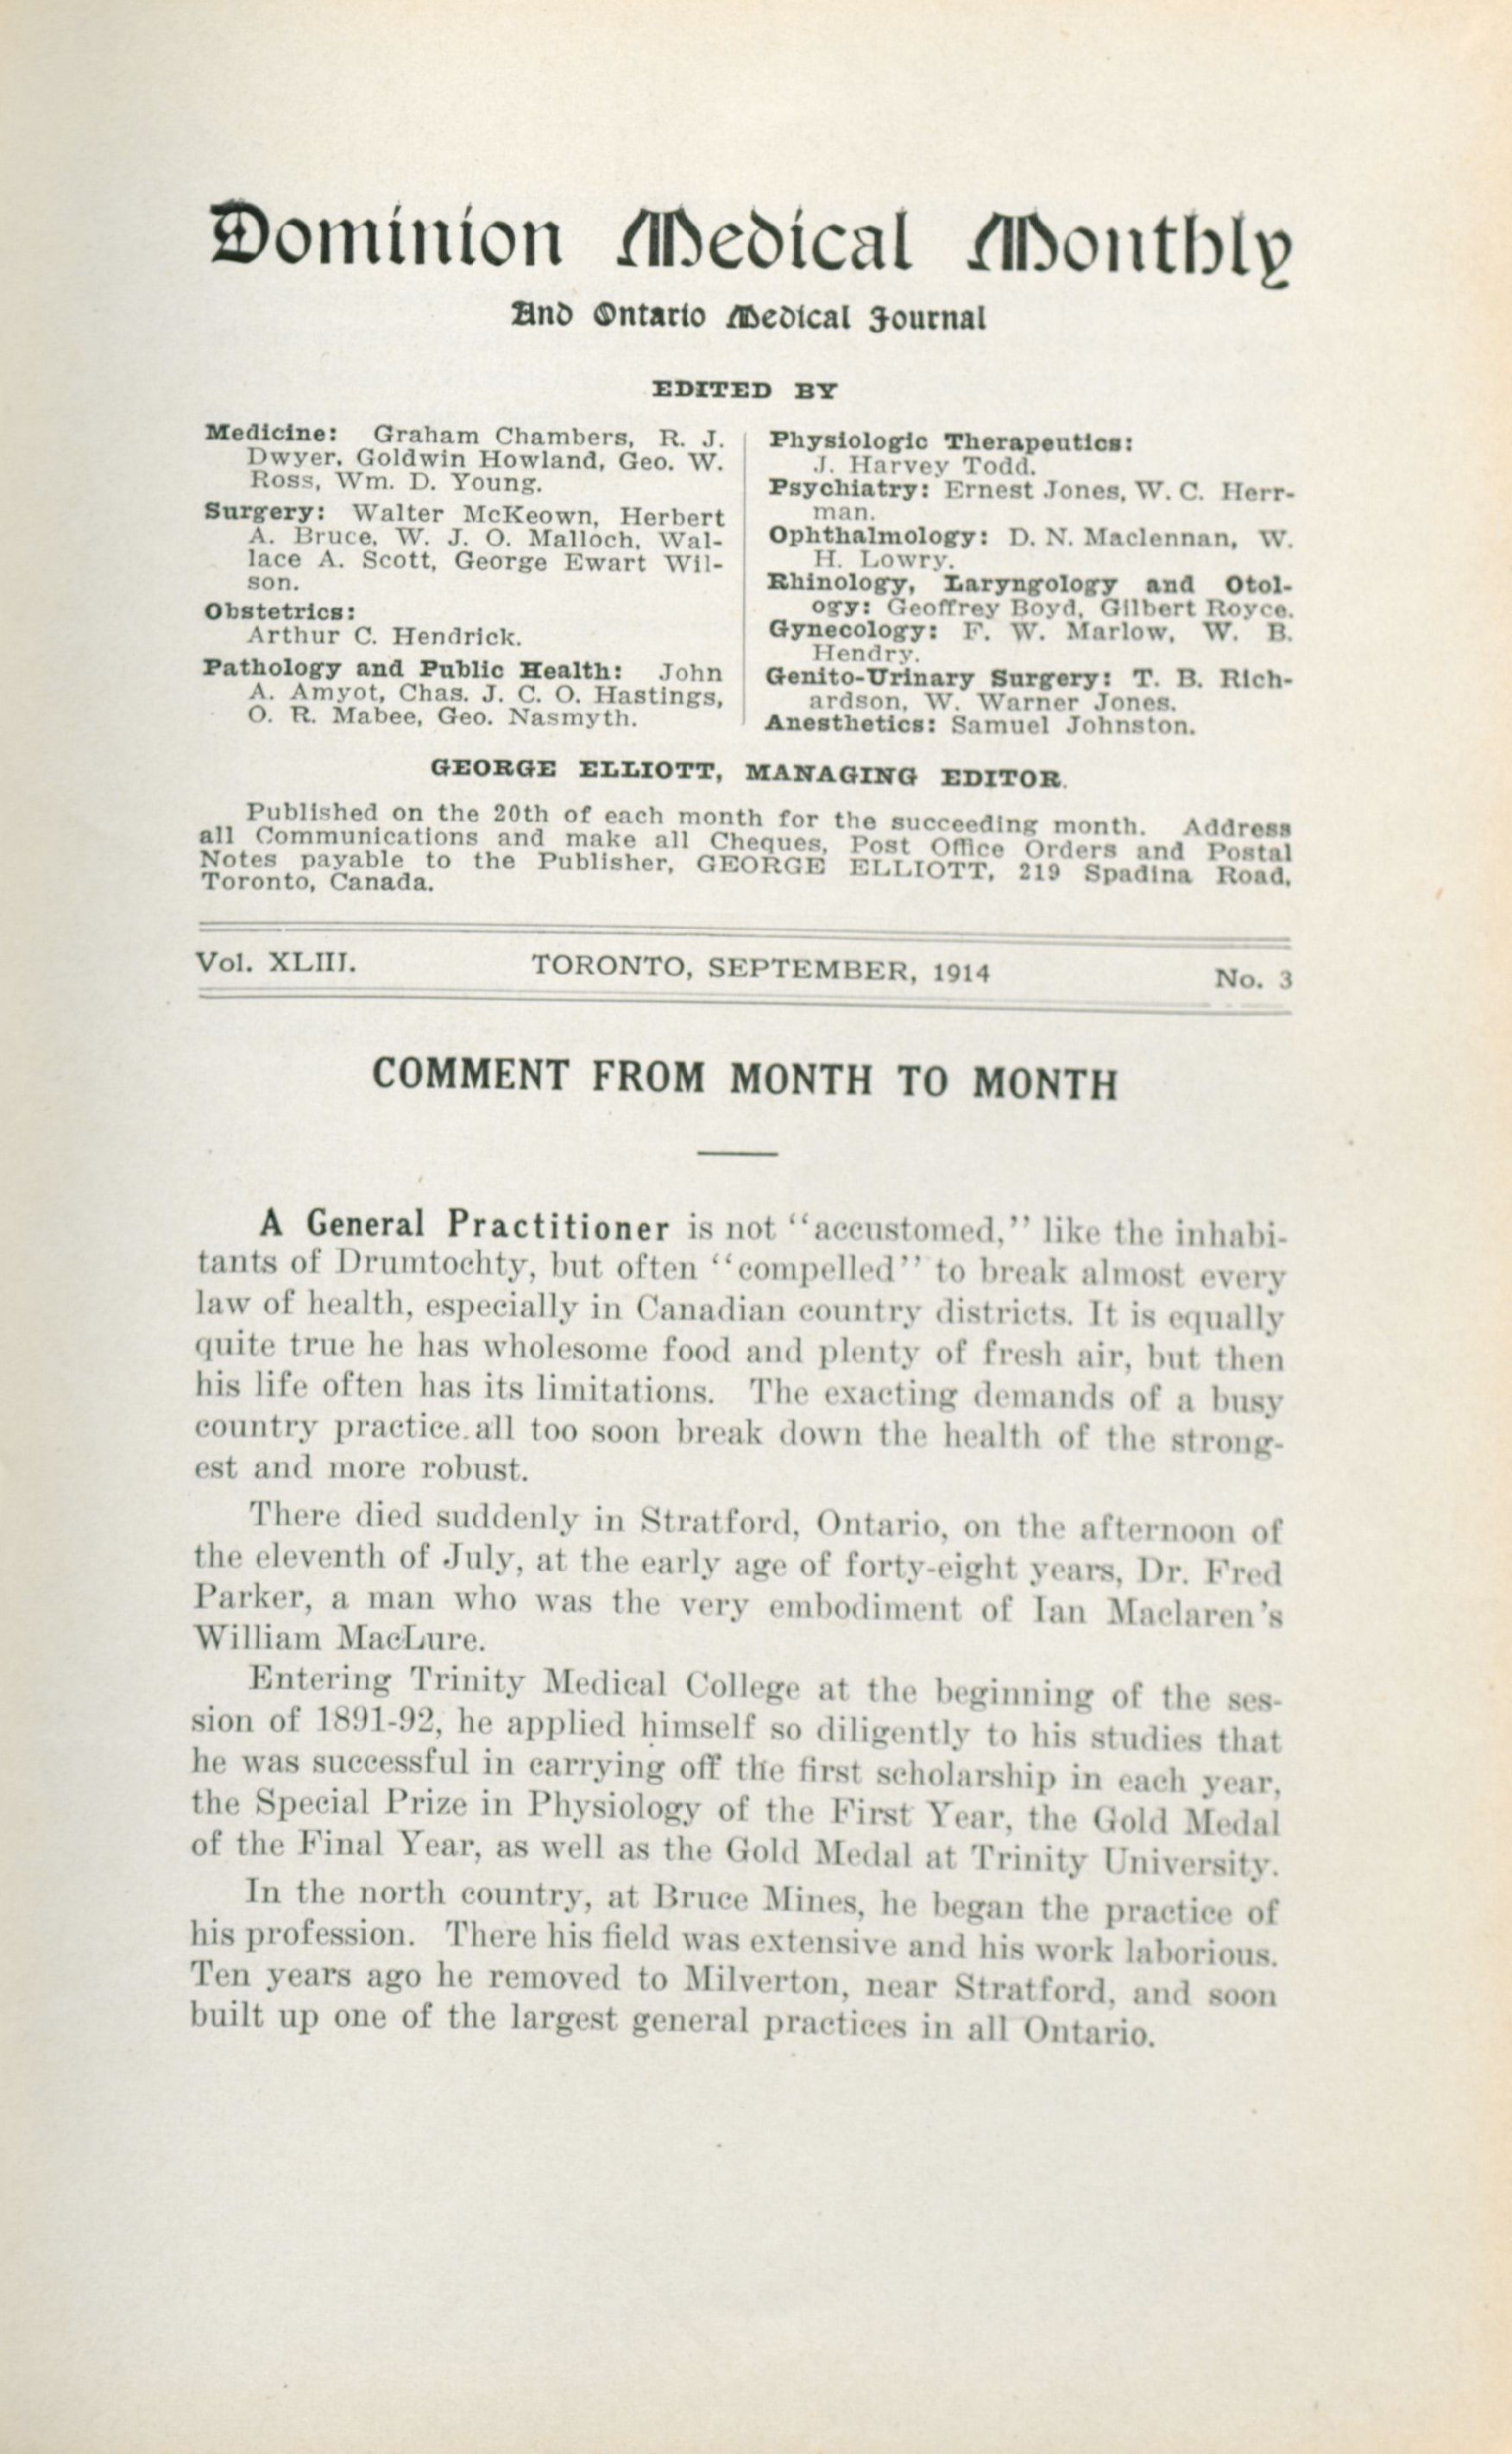 Dominion Medical Monthly
And Ontario Medical Journal
EDITED BY
Medicine: Graham Chambers, R. J.
Dwyer, Goldwin Howland, Geo. W.
Ross, Wm. D. Young.
Surgery: Walter McKeown, Herbert
A. Bruce, W. J. O. Malloch, Wal-
lace A. Scott, George Ewart Wil-
son.
Obstetrics:
Arthur C. Hendrick.
Pathology and Public Health: John
A. Amyot, Chas. J. C. O. Hastings,
O. R. Mabee, Geo. Nasmyth.
Physiologic Therapeutics:
J. Harvey Todd.
Psychiatry: Ernest Jones, W. C. Herr-
man.
Ophthalmology: D. N. Maclennan, W.
H. Lowry.
Rhinology, Laryngology and Otol-
ogy: Geoffrey Boyd, Gilbert Royce.
Gynecology: F. W. Marlow, W. B.
Hendry.
Genito-Urinary Surgery: T. B. Rich-
ardson, W. Warner Jones.
Anesthetics: Samuel Johnston.
GEORGE ELLIOTT, MANAGING EDITOR.
Published on the 20th of each month for the succeeding month. Address
all Communications and make all Cheques, Post Office Orders and Postal
Notes payable to the Publisher, GEORGE ELLIOTT, 219 Spadina Road,
Toronto, Canada.
Vol. XLIII. TORONTO, SEPTEMBER, 1914 No. 3
COMMENT FROM MONTH TO MONTH
A General Practitioner is not "accustomed," like the inhabi-
tants of Drumtochty, but often "compelled" to break almost every
law of health, especially in Canadian country districts. It is equally
quite true he has wholesome food and plenty of fresh air, but then
his life often has its limitations. The exacting demands of a busy
country practice all too soon break down the health of the strong-
est and more robust.
There died suddenly in Stratford, Ontario, on the afternoon of
the eleventh of July, at the early age of forty-eight years, Dr. Fred
Parker, a man who was the very embodiment of Ian Maclaren's
William MacLure.
Entering Trinity Medical College at the beginning of the ses-
sion of 1891-92, he applied himself so diligently to his studies that
he was successful in carrying off the first scholarship in each year,
the Special Prize in Physiology of the First Year, the Gold Medal
of the Final Year, as well as the Gold Medal at Trinity University.
In the north country, at Bruce Mines, he began the practice of
his profession. There his field was extensive and his work laborious.
Ten years ago he removed to Milverton, near Stratford, and soon
built up one of the largest general practices in all Ontario.